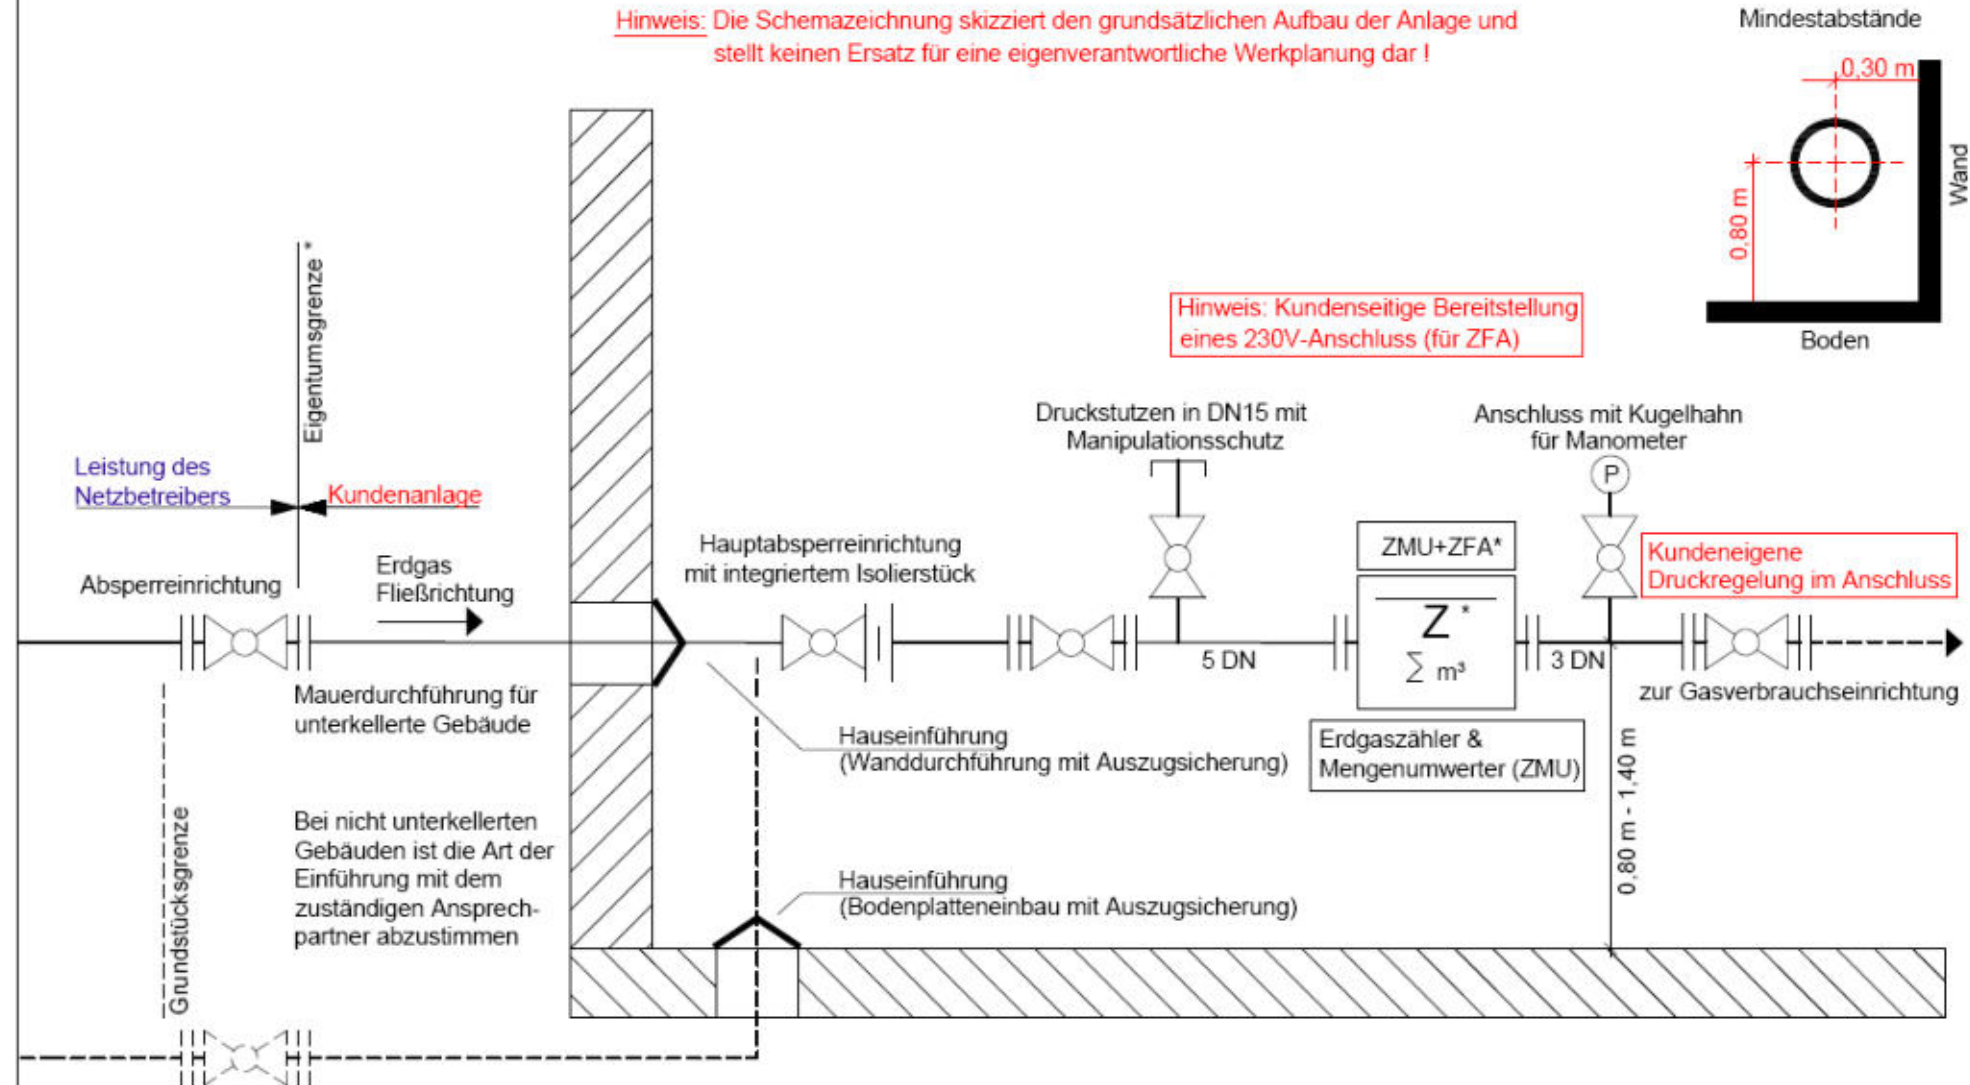 Hinweis: Die Schemazeichnung skizziert den grundsätzlichen Aufbau der Anlage und
stellt keinen Ersatz für eine eigenverantwortliche Werkplanung dar !
Mindestabstände
0,30 m
0,80 m
Wand
Boden
Hinweis: Kundenseitige Bereitstellung
eines 230V-Anschluss (für ZFA)
Eigentumsgrenze *
Leistung des
Netzbetreibers
Kundenanlage
Absperreinrichtung
Erdgas
Fließrichtung
Hauptabsperreinrichtung
mit integriertem Isolierstück
Druckstutzen in DN15 mit
Manipulationsschutz
Anschluss mit Kugelhahn
für Manometer
P
ZMU+ZFA*
Z *
∑ m³
Kundeneigene
Druckregelung im Anschluss
5 DN
3 DN
zur Gasverbrauchseinrichtung
Mauerdurchführung für
unterkellerte Gebäude
Hauseinführung
(Wanddurchführung mit Auszugsicherung)
Erdgaszähler &
Mengenumwerter (ZMU)
0,80 m - 1,40 m
Grundstücksgrenze
Bei nicht unterkellerten
Gebäuden ist die Art der
Einführung mit dem
zuständigen Ansprech-
partner abzustimmen
Hauseinführung
(Bodenplatteneinbau mit Auszugsicherung)